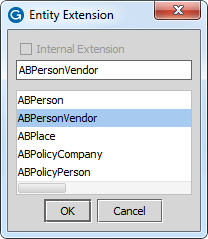 G
Entity Extension
Internal Extension
ABPersonVendor
ABPerson
ABPersonVendor
ABPlace
ABPolicyCompany
ABPolicyPerson
OK
Cancel